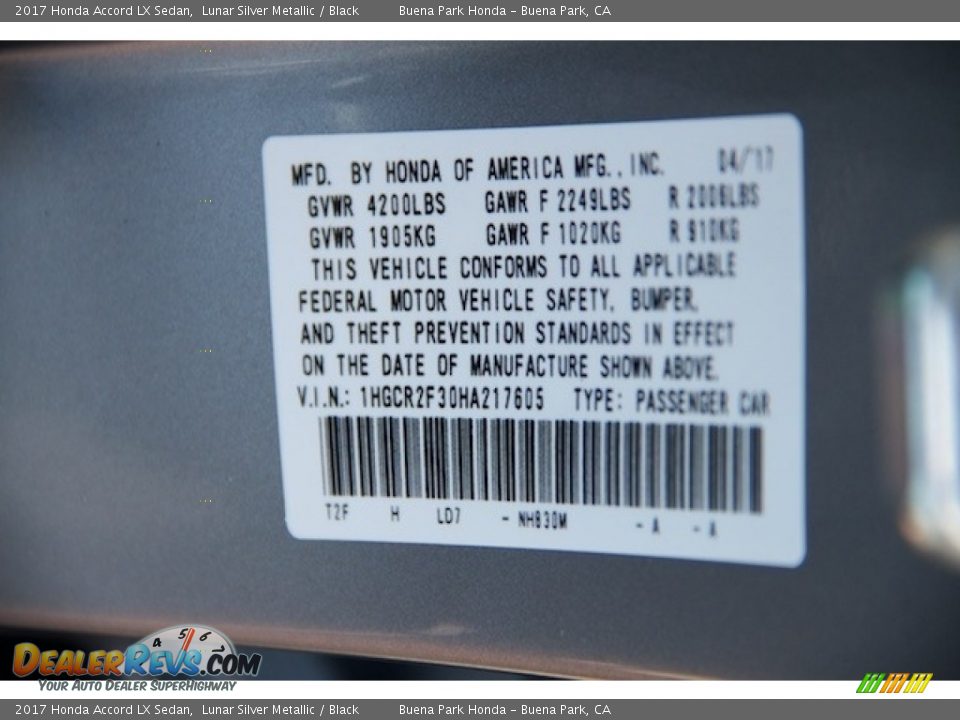 2017 Honda Accord LX Sedan, Lunar Silver Metallic / Black Buena Park Honda – Buena Park, CA
MFD. BY HONDA OF AMERICA MFG., INC. 04/17
GVWR 4200LBS GAWR F 2249LBS R 2006LBS
GVWR 1905KG GAWR F 1020KG R 910KG
THIS VEHICLE CONFORMS TO ALL APPLICABLE
FEDERAL MOTOR VEHICLE SAFETY, BUMPER,
AND THEFT PREVENTION STANDARDS IN EFFECT
ON THE DATE OF MANUFACTURE SHOWN ABOVE.
V.I.N.: 1HGCR2F30HA217605 TYPE: PASSENGER CAR
T2F H LD7 - NH830M - A - A
4 5 6
DEALERREVS.COM
YOUR AUTO DEALER SUPERHIGHWAY
2017 Honda Accord LX Sedan, Lunar Silver Metallic / Black Buena Park Honda – Buena Park, CA